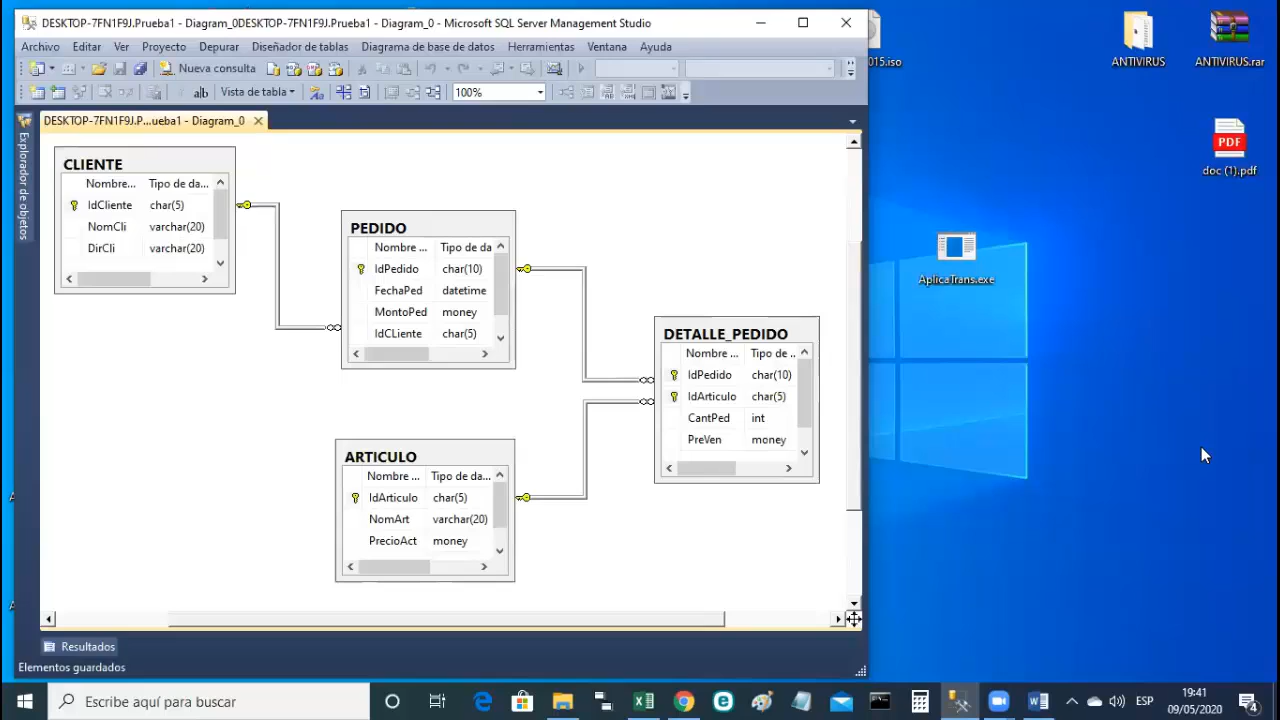 DESKTOP-7FN1F9J.Prueba1 - Diagram_0DESKTOP-7FN1F9J.Prueba1 - Diagram_0 - Microsoft SQL Server Management Studio
Archivo Editar Ver Proyecto Depurar Diseñador de tablas Diagrama de base de datos Herramientas Ventana Ayuda
Nueva consulta
Vista de tabla 100%
DESKTOP-7FN1F9J.P...ueba1 - Diagram_0
Explorador de objetos
CLIENTE
Nombre... Tipo de da...
IdCliente char(5)
NomCli varchar(20)
DirCli varchar(20)
PEDIDO
Nombre ... Tipo de da
IdPedido char(10)
FechaPed datetime
MontoPed money
IdCLiente char(5)
DETALLE_PEDIDO
Nombre ... Tipo de ..
IdPedido char(10)
IdArticulo char(5)
CantPed int
PreVen money
ARTICULO
Nombre ... Tipo de da...
IdArticulo char(5)
NomArt varchar(20)
PrecioAct money
Resultados
Elementos guardados
015.iso
ANTIVIRUS
ANTIVIRUS.rar
PDF
doc (1).pdf
AplicaTrans.exe
Escribe aquí para buscar
ESP
19:41
09/05/2020
4